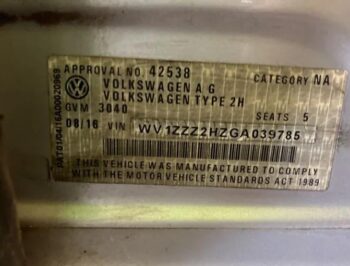 APPROVAL NO. 42538
CATEGORY NA
VOLKSWAGEN A G
VOLKSWAGEN TYPE 2H
GVM 3040
SEATS 5
08/16 VIN WV1ZZZ2HZGA039785
THIS VEHICLE WAS MANUFACTURED TO COMPLY
WITH THE MOTOR VEHICLE STANDARDS ACT 1989